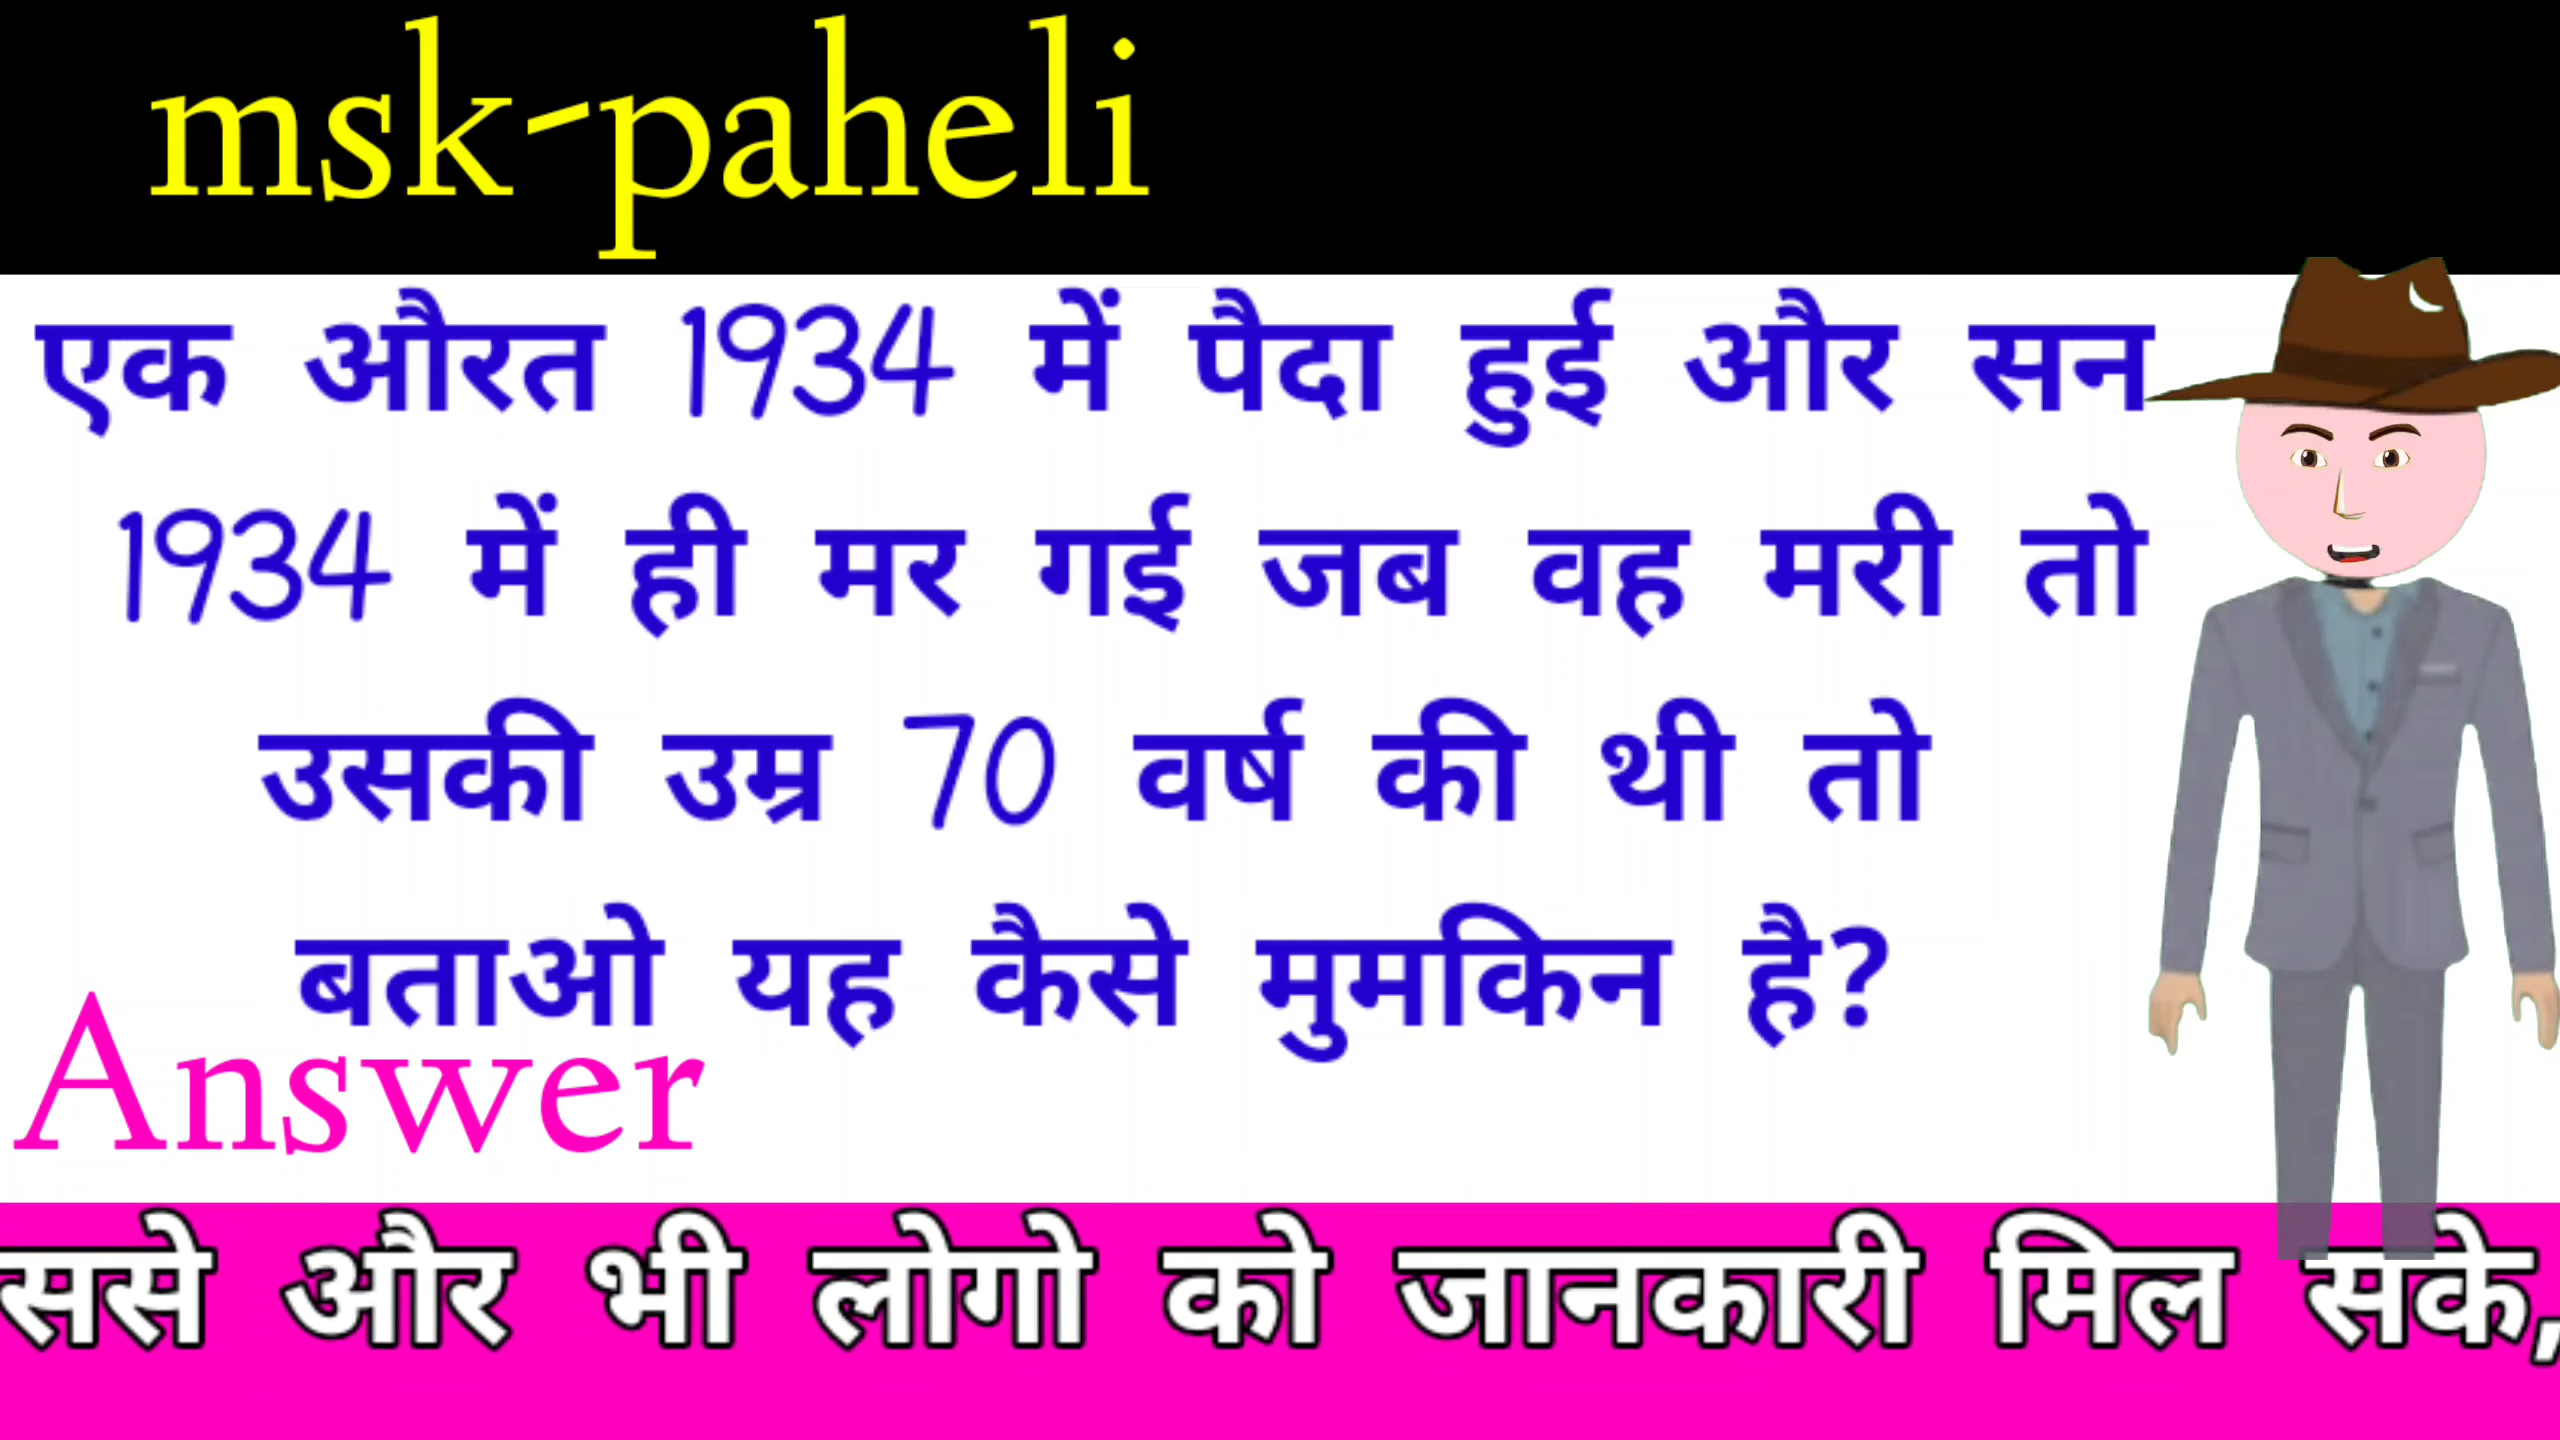 msk-paheli
एक औरत 1934 में पैदा हुई और सन
1934 में ही मर गई जब वह मरी तो
उसकी उम्र 70 वर्ष की थी तो
बताओ यह कैसे मुमकिन है?
Answer
ससे और भी लोगो को जानकारी मिल सके,